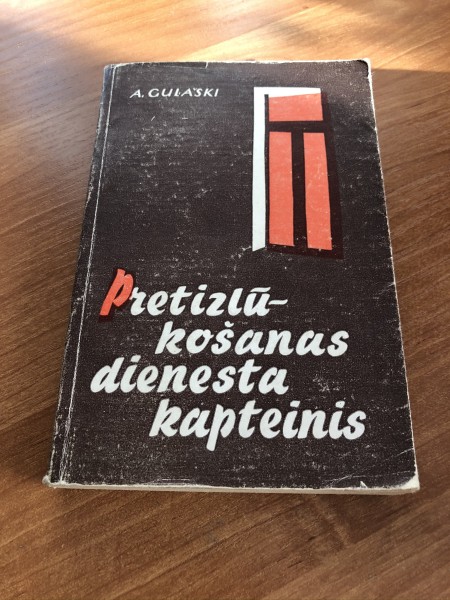 A. GUĻAŠKI
Pretizlū-
košanas
dienesta
kapteinis